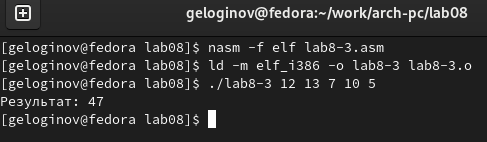 geloginov@fedora:~/work/arch-pc/lab08
[geloginov@fedora lab08]$ nasm -f elf lab8-3.asm
[geloginov@fedora lab08]$ ld -m elf_i386 -o lab8-3 lab8-3.o
[geloginov@fedora lab08]$ ./lab8-3 12 13 7 10 5
Результат: 47
[geloginov@fedora lab08]$